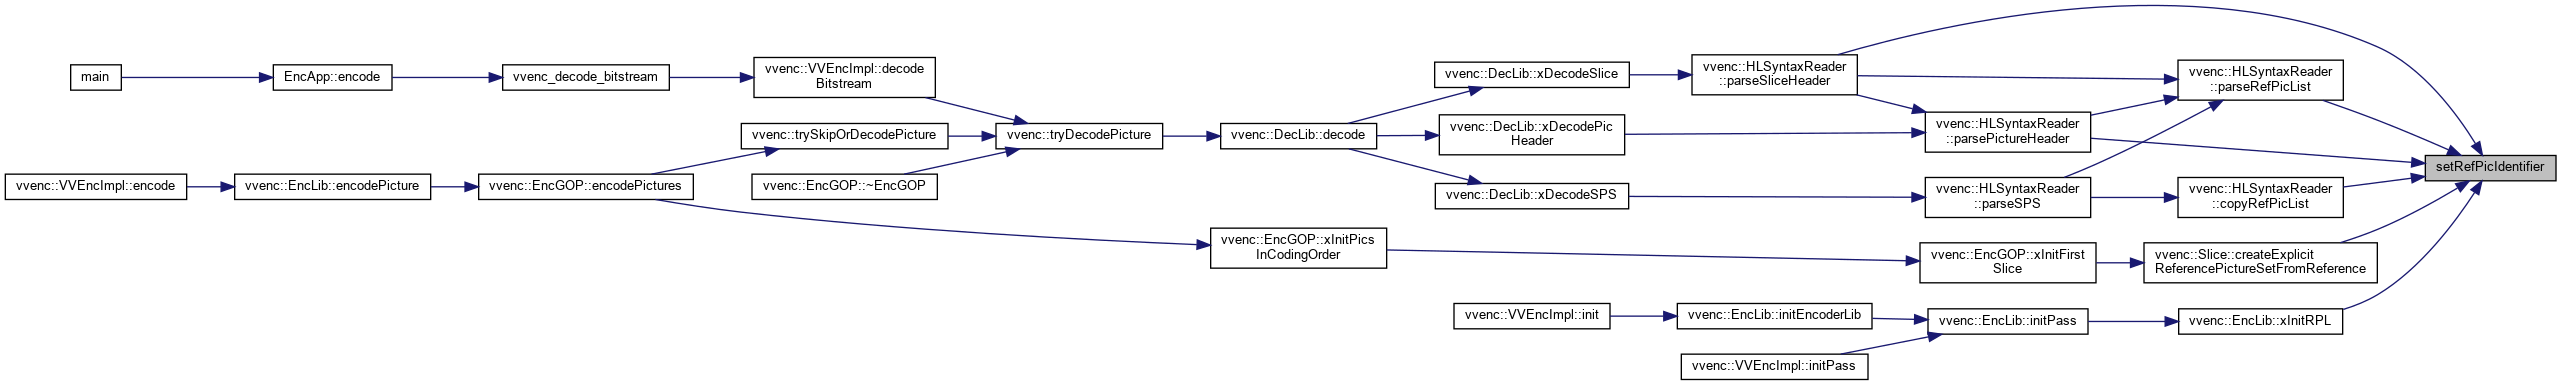 main
EncApp::encode
vvenc_decode_bitstream
vvenc::VVEncImpl::decode
Bitstream
vvenc::trySkipOrDecodePicture
vvenc::EncGOP::~EncGOP
vvenc::VVEncImpl::encode
vvenc::EncLib::encodePicture
vvenc::EncGOP::encodePictures
vvenc::tryDecodePicture
vvenc::DecLib::decode
vvenc::DecLib::xDecodeSlice
vvenc::DecLib::xDecodePic
Header
vvenc::DecLib::xDecodeSPS
vvenc::HLSyntaxReader
::parseSliceHeader
vvenc::HLSyntaxReader
::parsePictureHeader
vvenc::HLSyntaxReader
::parseSPS
vvenc::HLSyntaxReader
::parseRefPicList
vvenc::HLSyntaxReader
::copyRefPicList
setRefPicIdentifier
vvenc::EncGOP::xInitPics
InCodingOrder
vvenc::EncGOP::xInitFirst
Slice
vvenc::Slice::createExplicit
ReferencePictureSetFromReference
vvenc::VVEncImpl::init
vvenc::EncLib::initEncoderLib
vvenc::EncLib::initPass
vvenc::EncLib::xInitRPL
vvenc::VVEncImpl::initPass